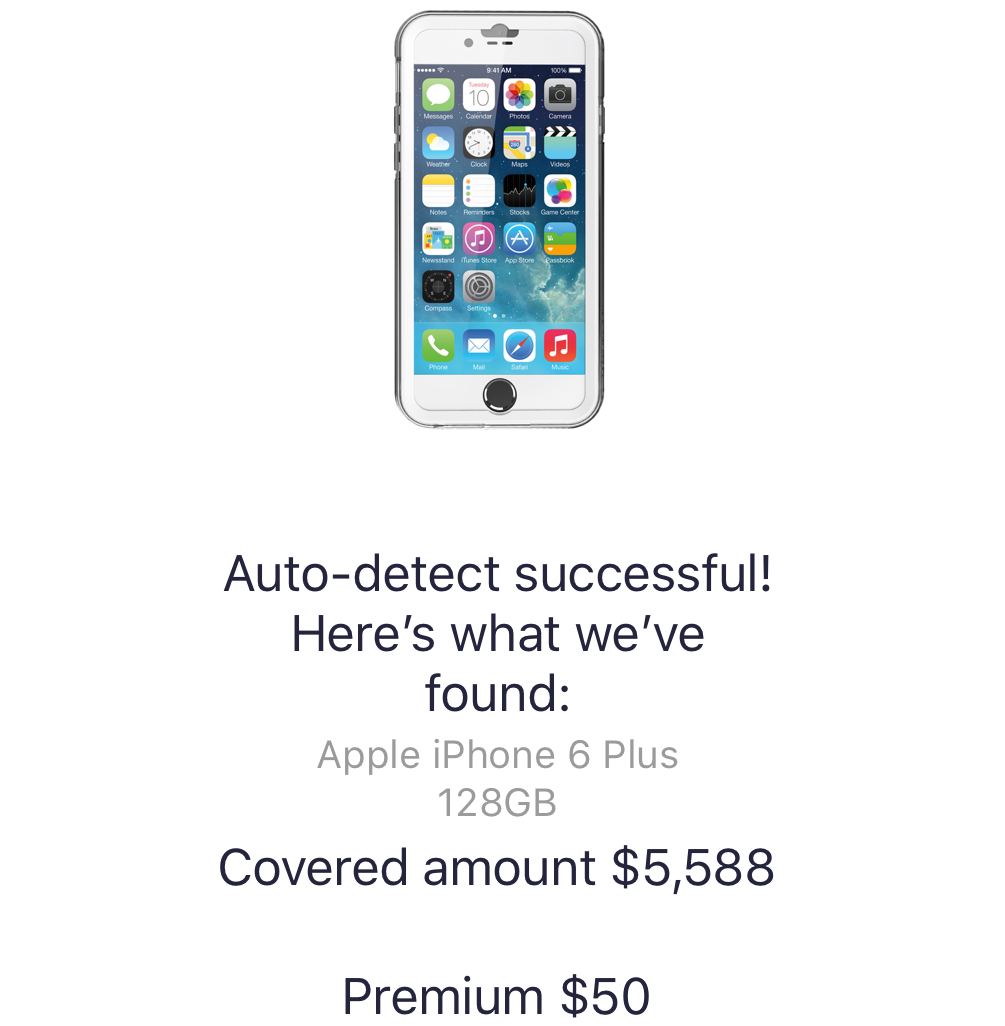 9:41 AM 100%
Tuesday
10
Messages Calendar Photos Camera
280
Weather Clock Maps Videos
Notes Reminders Stocks Game Center
Newsstand iTunes Store App Store Passbook
Compass Settings
Phone Mail Safari Music
Auto-detect successful!
Here’s what we’ve
found:
Apple iPhone 6 Plus
128GB
Covered amount $5,588
Premium $50